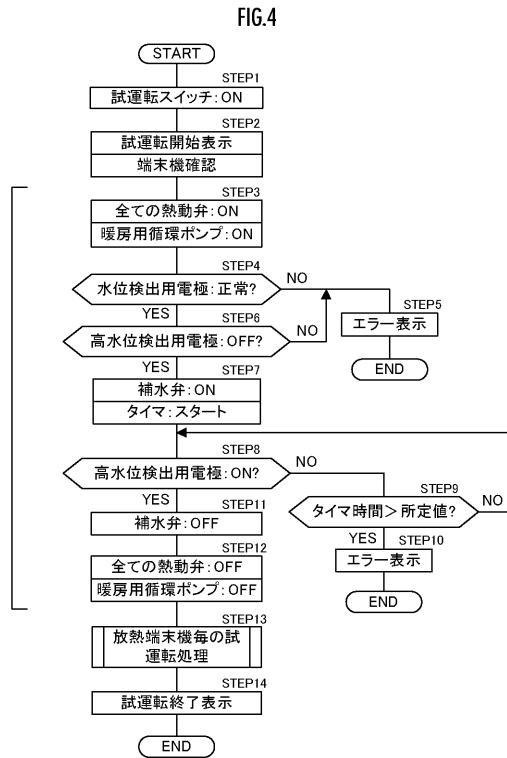 FIG.4
START
STEP1
試運転スイッチ:ON
STEP2
試運転開始表示
端末機確認
STEP3
全ての熱動弁:ON
暖房用循環ポンプ:ON
STEP4
水位検出用電極:正常?
NO
YES
STEP5
エラー表示
END
STEP6
高水位検出用電極:OFF?
NO
YES
STEP7
補水弁:ON
タイマ:スタート
STEP8
高水位検出用電極:ON?
NO
YES
STEP9
タイマ時間>所定値?
NO
YES
STEP10
エラー表示
END
STEP11
補水弁:OFF
STEP12
全ての熱動弁:OFF
暖房用循環ポンプ:OFF
STEP13
放熱端末機毎の試
運転処理
STEP14
試運転終了表示
END